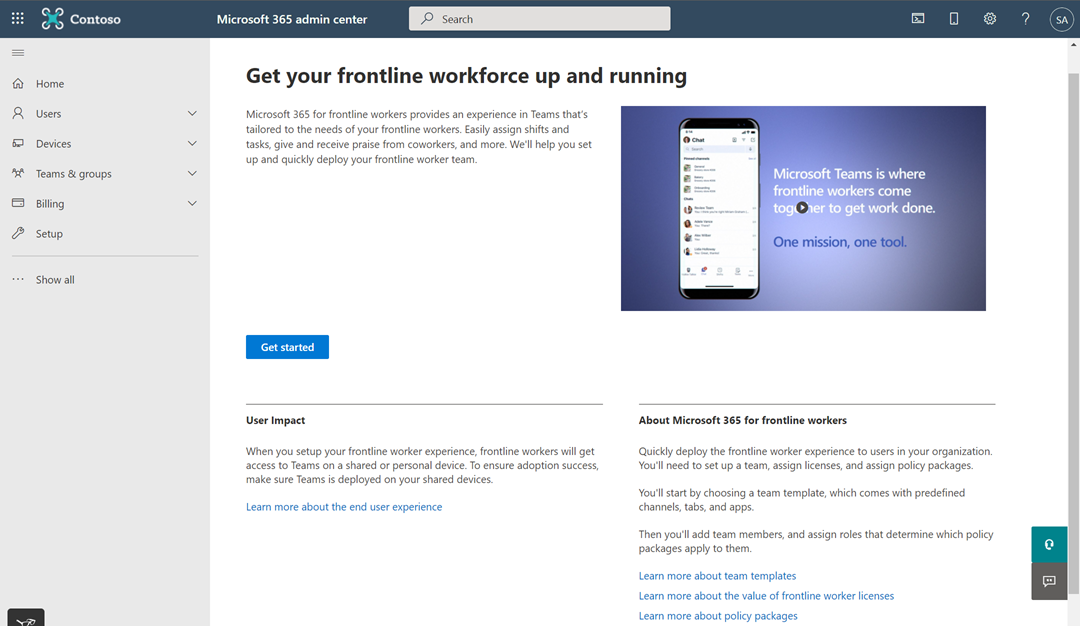 Contoso
Microsoft 365 admin center
Search
SA
Home
Users
Devices
Teams & groups
Billing
Setup
Show all
Get your frontline workforce up and running
Microsoft 365 for frontline workers provides an experience in Teams that's
tailored to the needs of your frontline workers. Easily assign shifts and
tasks, give and receive praise from coworkers, and more. We'll help you set
up and quickly deploy your frontline worker team.
Chat
Search
Pinned channels
Chats
Microsoft Teams is where
frontline workers come
together to get work done.
One mission, one tool.
Get started
User Impact
When you setup your frontline worker experience, frontline workers will get
access to Teams on a shared or personal device. To ensure adoption success,
make sure Teams is deployed on your shared devices.
Learn more about the end user experience
About Microsoft 365 for frontline workers
Quickly deploy the frontline worker experience to users in your organization.
You'll need to set up a team, assign licenses, and assign policy packages.
You'll start by choosing a team template, which comes with predefined
channels, tabs, and apps.
Then you'll add team members, and assign roles that determine which policy
packages apply to them.
Learn more about team templates
Learn more about the value of frontline worker licenses
Learn more about policy packages